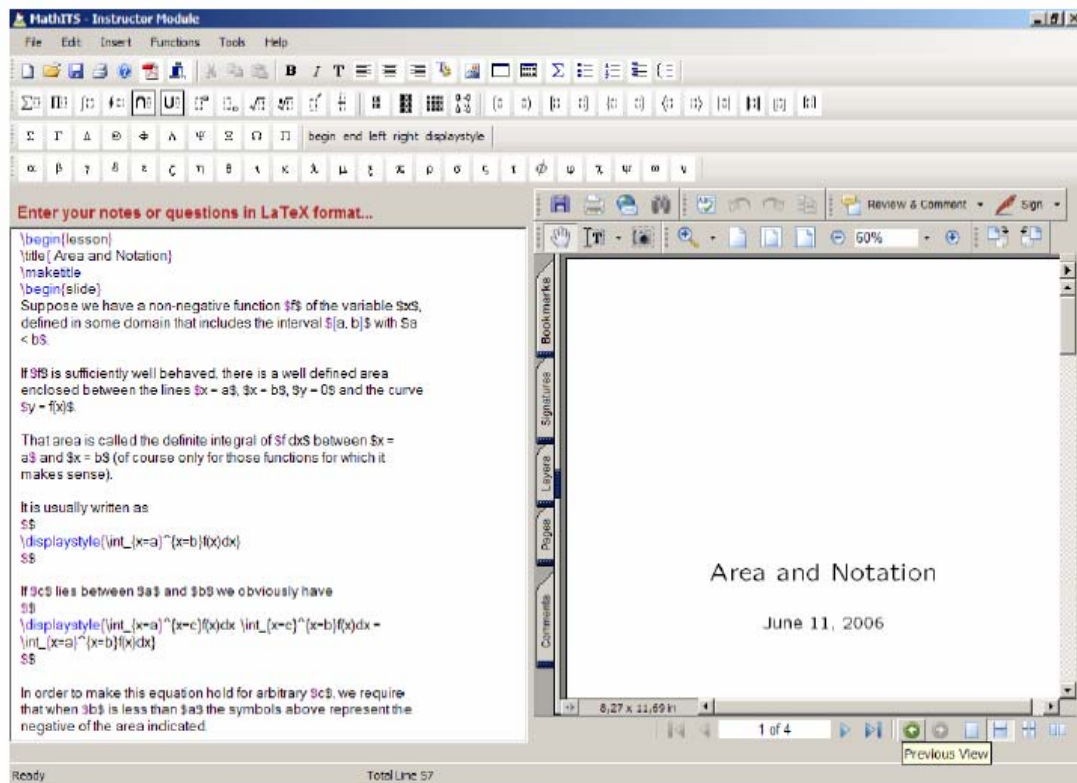 MathITS - Instructor Module
File Edit Insert Functions Tools Help
B I T
begin end left right displaystyle
α β γ δ ε ζ η θ ι κ λ μ ξ π ρ σ ς τ ϕ φ χ ψ ω ν
Enter your notes or questions in LaTeX format...
\begin{lesson}
\title{ Area and Notation}
\maketitle
\begin{slide}
Suppose we have a non-negative function $f$ of the variable $x$,
defined in some domain that includes the interval $[a, b]$ with $a
< b$.
If $f$ is sufficiently well behaved, there is a well defined area
enclosed between the lines $x = a$, $x = b$, $y = 0$ and the curve
$y = f(x)$.
That area is called the definite integral of $f dx$ between $x =
a$ and $x = b$ (of course only for those functions for which it
makes sense).
It is usually written as
$$
\displaystyle{\int_{x=a}^{x=b}f(x)dx}
$$
If $c$ lies between $a$ and $b$ we obviously have
$$
\displaystyle{\int_{x=a}^{x=c}f(x)dx \int_{x=c}^{x=b}f(x)dx =
\int_{x=a}^{x=b}f(x)dx}
$$
In order to make this equation hold for arbitrary $c$, we require
that when $b$ is less than $a$ the symbols above represent the
negative of the area indicated.
Review & Comment Sign
60%
Bookmarks
Signatures
Layers
Pages
Comments
Area and Notation
June 11, 2006
8,27 x 11,69 in
1 of 4
Previous View
Ready Total Line 57